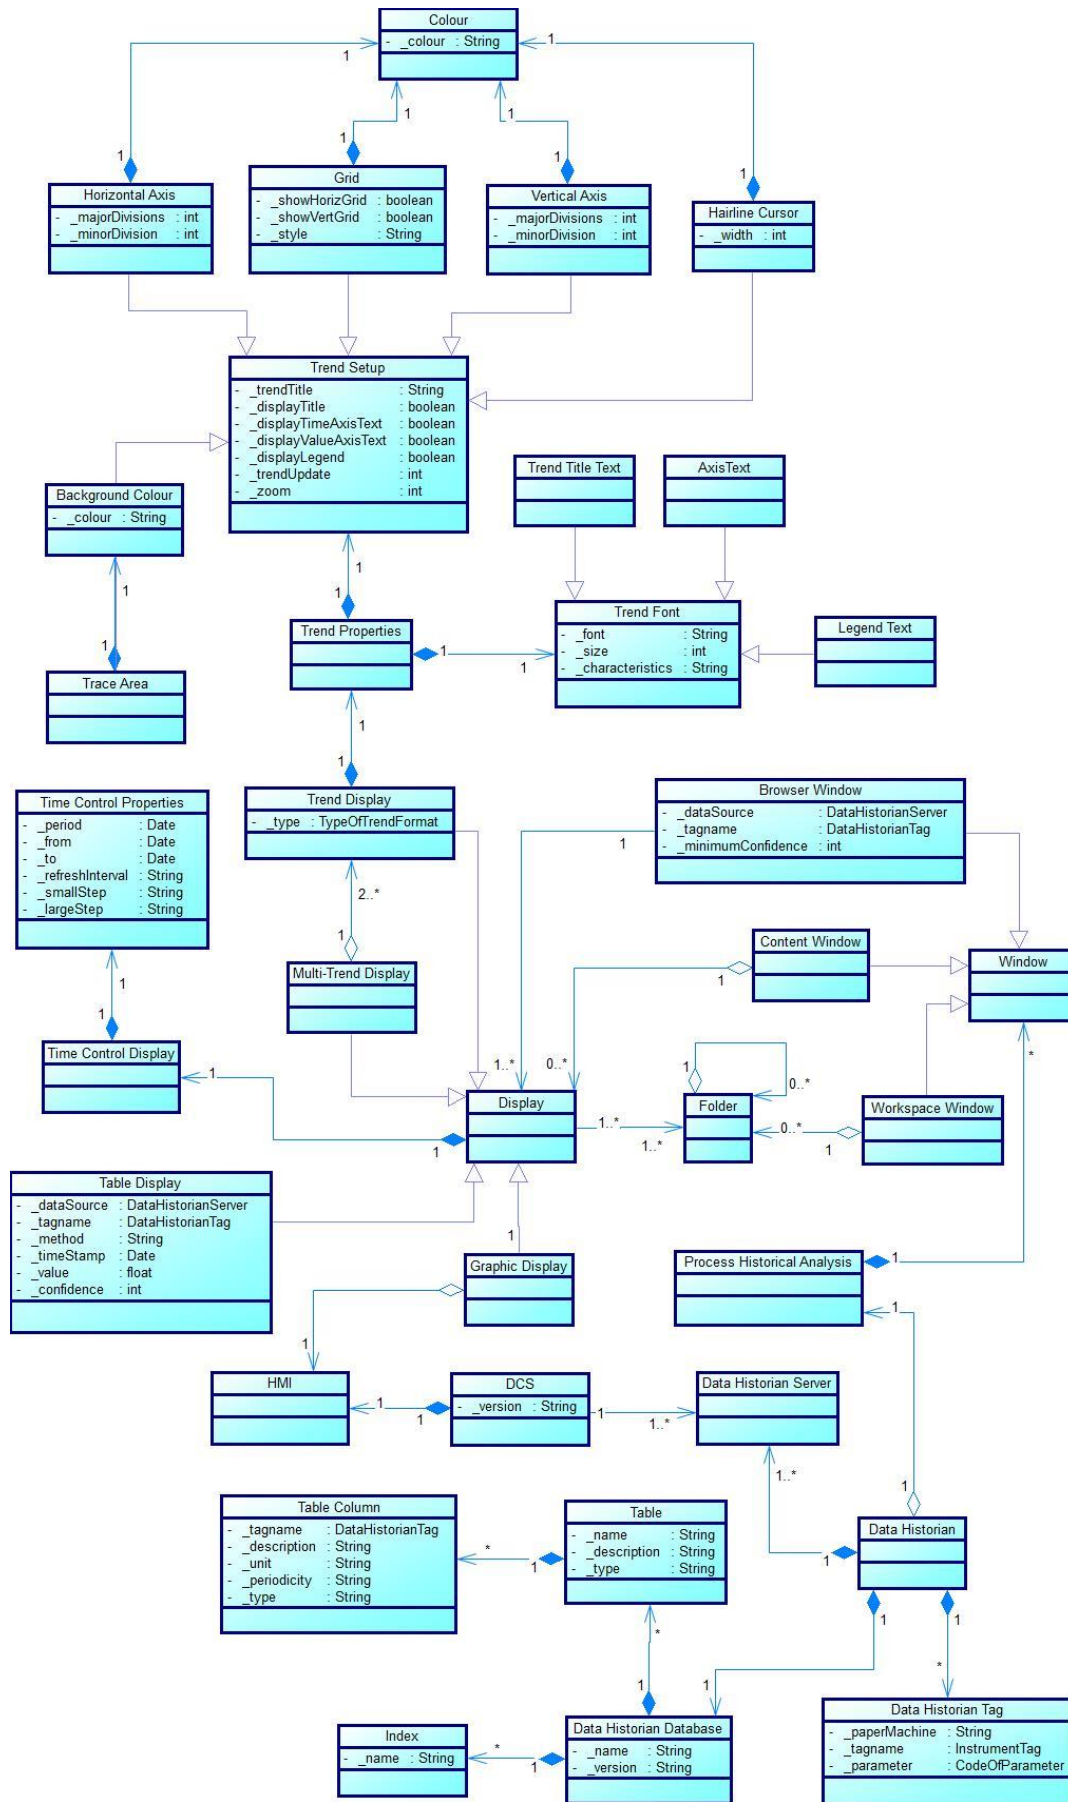 Colour
- _colour : String
1
1
1
1
1
1
1
1
Horizontal Axis
- _majorDivisions : int
- _minorDivision : int
Grid
- _showHorizGrid : boolean
- _showVertGrid : boolean
- _style : String
Vertical Axis
- _majorDivisions : int
- _minorDivision : int
Hairline Cursor
- _width : int
Trend Setup
- _trendTitle : String
- _displayTitle : boolean
- _displayTimeAxisText : boolean
- _displayValueAxisText : boolean
- _displayLegend : boolean
- _trendUpdate : int
- _zoom : int
Background Colour
- _colour : String
1
1
Trace Area
Trend Title Text
AxisText
1
1
Trend Properties
1
1
Trend Font
- _font : String
- _size : int
- _characteristics : String
Legend Text
1
1
Time Control Properties
- _period : Date
- _from : Date
- _to : Date
- _refreshInterval : String
- _smallStep : String
- _largeStep : String
Trend Display
- _type : TypeOfTrendFormat
Browser Window
- _dataSource : DataHistorianServer
- _tagname : DataHistorianTag
- _minimumConfidence : int
1
2..*
1
Multi-Trend Display
Content Window
1
Window
*
1
1
Time Control Display
1
1
1..*
0..*
Display
1..*
1..*
1
0..*
Folder
0..*
1
Workspace Window
Table Display
- _dataSource : DataHistorianServer
- _tagname : DataHistorianTag
- _method : String
- _timeStamp : Date
- _value : float
- _confidence : int
1
Graphic Display
1
Process Historical Analysis
1
1
HMI
1
1
DCS
- _version : String
1
1..*
Data Historian Server
1..*
1
1
Data Historian
1
1
Table Column
- _tagname : DataHistorianTag
- _description : String
- _unit : String
- _periodicity : String
- _type : String
*
1
Table
- _name : String
- _description : String
- _type : String
*
1
1
*
Index
- _name : String
*
1
Data Historian Database
- _name : String
- _version : String
Data Historian Tag
- _paperMachine : String
- _tagname : InstrumentTag
- _parameter : CodeOfParameter